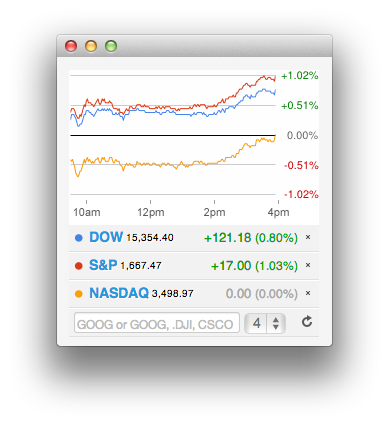 +1.02%
+0.51%
0.00%
-0.51%
-1.02%
10am 12pm 2pm 4pm
DOW 15,354.40 +121.18 (0.80%) ×
S&P 1,667.47 +17.00 (1.03%) ×
NASDAQ 3,498.97 0.00 (0.00%) ×
GOOG or GOOG, .DJI, CSCO 4